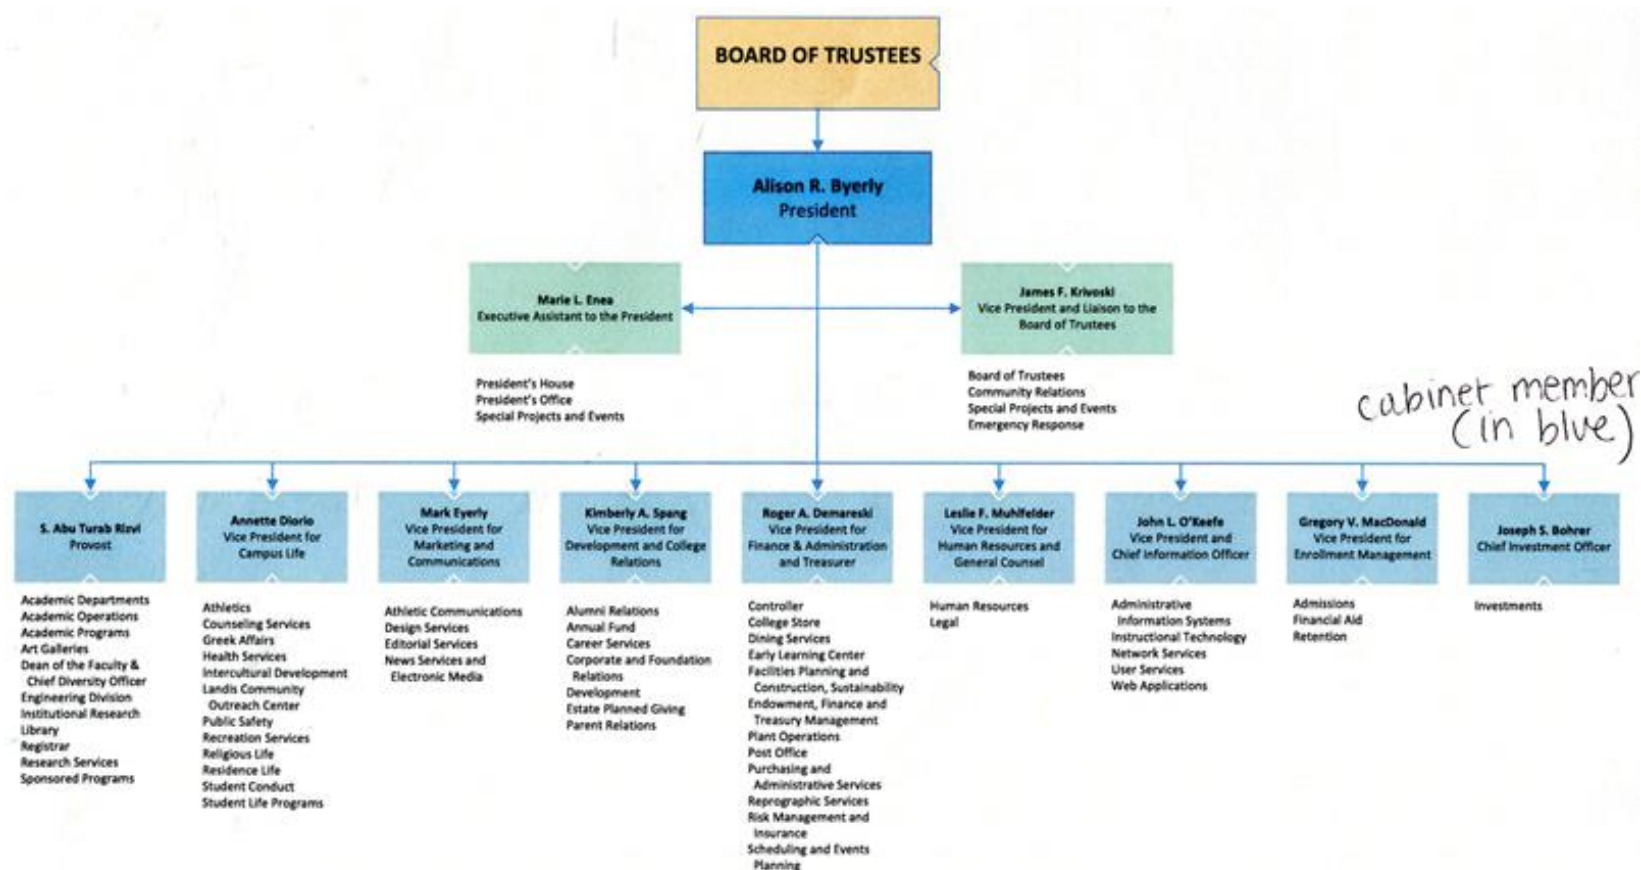 BOARD OF TRUSTEES
Alison R. Byerly
President
Marie L. Enea
Executive Assistant to the President
President's House
President's Office
Special Projects and Events
James F. Krivoski
Vice President and Liaison to the
Board of Trustees
Board of Trustees
Community Relations
Special Projects and Events
Emergency Response
cabinet member
(in blue)
S. Abu Turab Rizvi
Provost
Academic Departments
Academic Operations
Academic Programs
Art Galleries
Dean of the Faculty &
Chief Diversity Officer
Engineering Division
Institutional Research
Library
Registrar
Research Services
Sponsored Programs
Annette Diorio
Vice President for
Campus Life
Athletics
Counseling Services
Greek Affairs
Health Services
Intercultural Development
Landis Community
Outreach Center
Public Safety
Recreation Services
Religious Life
Residence Life
Student Conduct
Student Life Programs
Mark Eyerly
Vice President for
Marketing and
Communications
Athletic Communications
Design Services
Editorial Services
News Services and
Electronic Media
Kimberly A. Spang
Vice President for
Development and College
Relations
Alumni Relations
Annual Fund
Career Services
Corporate and Foundation
Relations
Development
Estate Planned Giving
Parent Relations
Roger A. Demareski
Vice President for
Finance & Administration
and Treasurer
Controller
College Store
Dining Services
Early Learning Center
Facilities Planning and
Construction, Sustainability
Endowment, Finance and
Treasury Management
Plant Operations
Post Office
Purchasing and
Administrative Services
Reprographic Services
Risk Management and
Insurance
Scheduling and Events
Planning
Leslie F. Muhlfelder
Vice President for
Human Resources and
General Counsel
Human Resources
Legal
John L. O'Keefe
Vice President and
Chief Information Officer
Administrative
Information Systems
Instructional Technology
Network Services
User Services
Web Applications
Gregory V. MacDonald
Vice President for
Enrollment Management
Admissions
Financial Aid
Retention
Joseph S. Bohrer
Chief Investment Officer
Investments